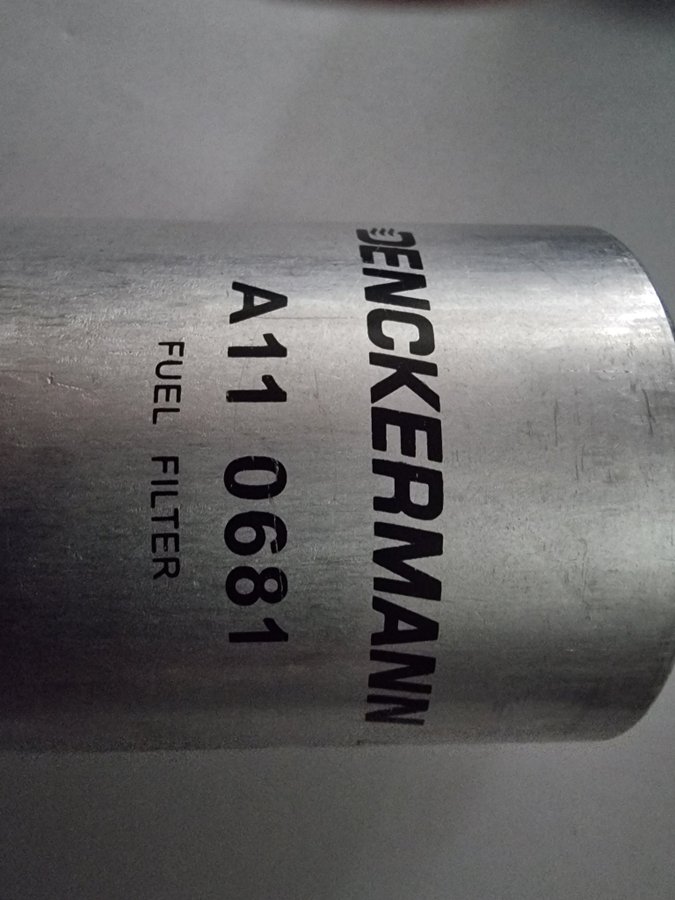 DENCKERMANN
A11 0681
FUEL FILTER